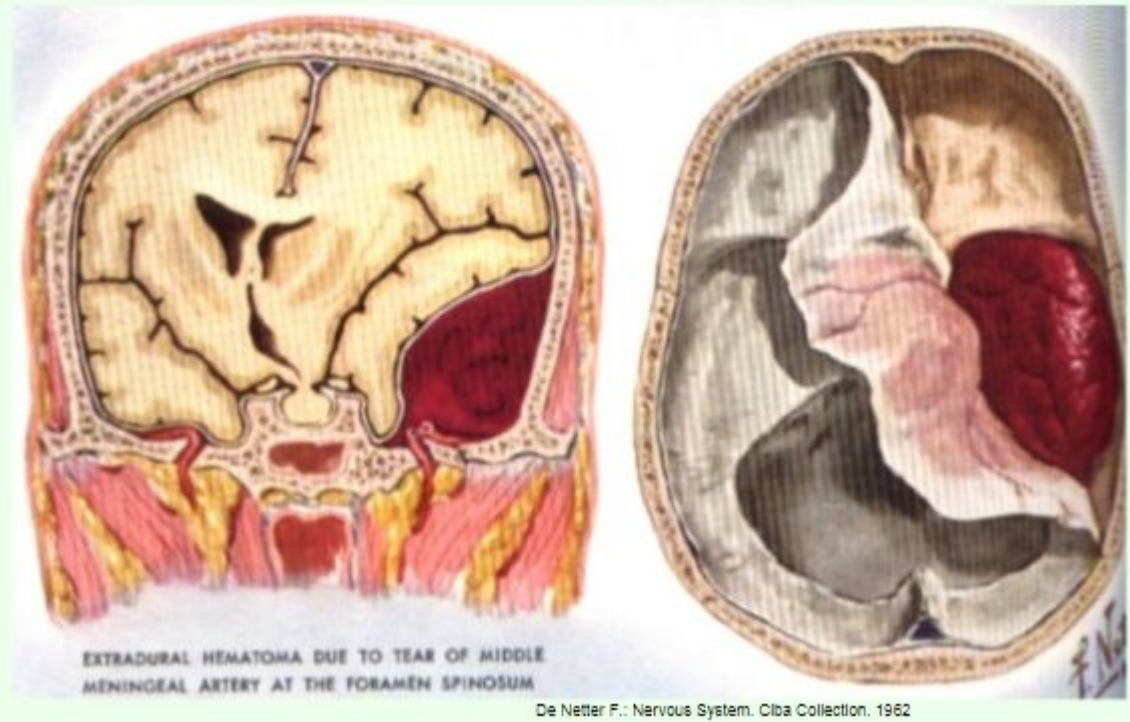 EXTRADURAL HEMATOMA DUE TO TEAR OF MIDDLE
MENINGEAL ARTERY AT THE FORAMEN SPINOSUM
De Netter F.: Nervous System. Ciba Collection. 1962